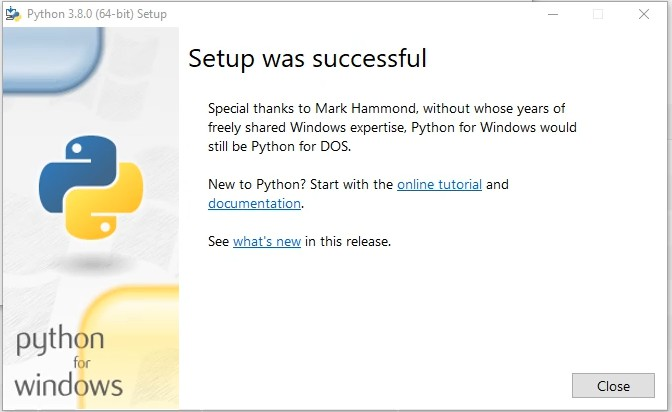 Python 3.8.0 (64-bit) Setup
Setup was successful
Special thanks to Mark Hammond, without whose years of
freely shared Windows expertise, Python for Windows would
still be Python for DOS.
New to Python? Start with the online tutorial and
documentation.
See what's new in this release.
python
for
windows
Close